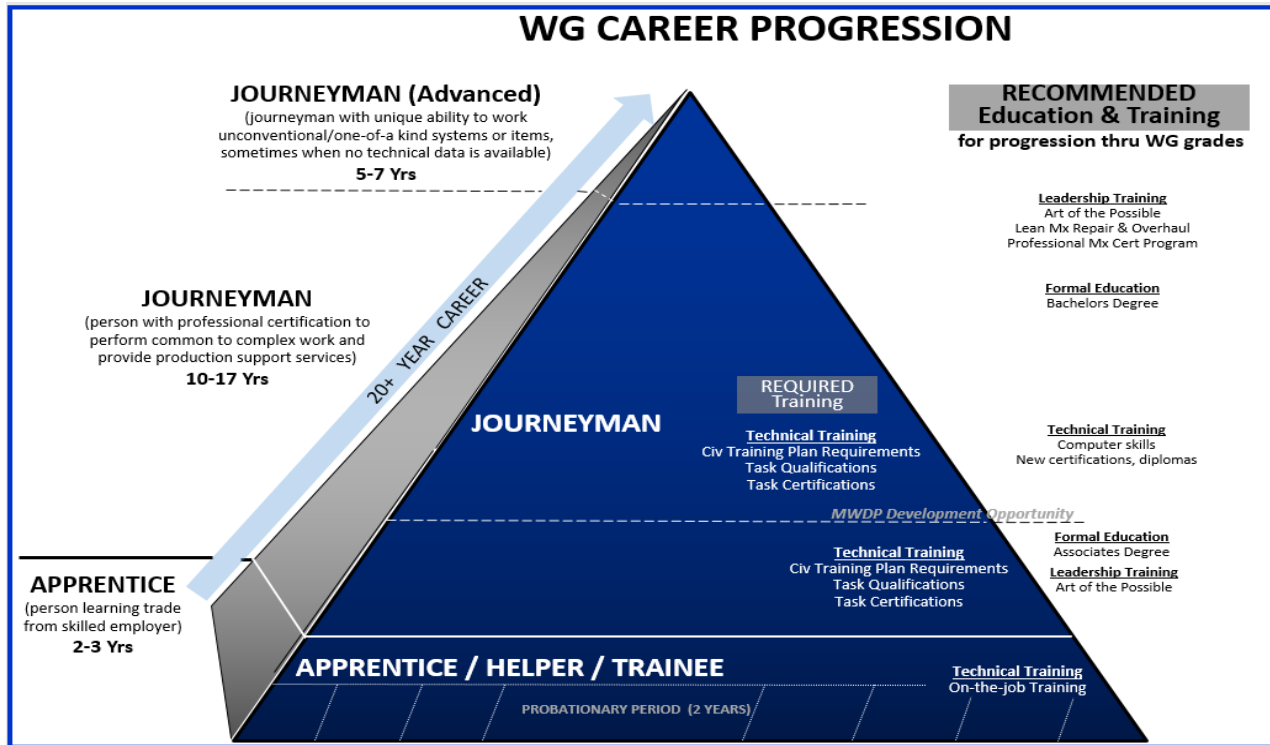 WG CAREER PROGRESSION
JOURNEYMAN (Advanced)
(journeyman with unique ability to work
unconventional/one-of-a kind systems or items,
sometimes when no technical data is available)
5-7 Yrs
JOURNEYMAN
(person with professional certification to
perform common to complex work and
provide production support services)
10-17 Yrs
APPRENTICE
(person learning trade
from skilled employer)
2-3 Yrs
20+ YEAR CAREER
JOURNEYMAN
REQUIRED
Training
Technical Training
Civ Training Plan Requirements
Task Qualifications
Task Certifications
MWDP Development Opportunity
Technical Training
Civ Training Plan Requirements
Task Qualifications
Task Certifications
APPRENTICE / HELPER / TRAINEE
PROBATIONARY PERIOD (2 YEARS)
Technical Training
On-the-job Training
RECOMMENDED
Education & Training
for progression thru WG grades
Leadership Training
Art of the Possible
Lean Mx Repair & Overhaul
Professional Mx Cert Program
Formal Education
Bachelors Degree
Technical Training
Computer skills
New certifications, diplomas
Formal Education
Associates Degree
Leadership Training
Art of the Possible